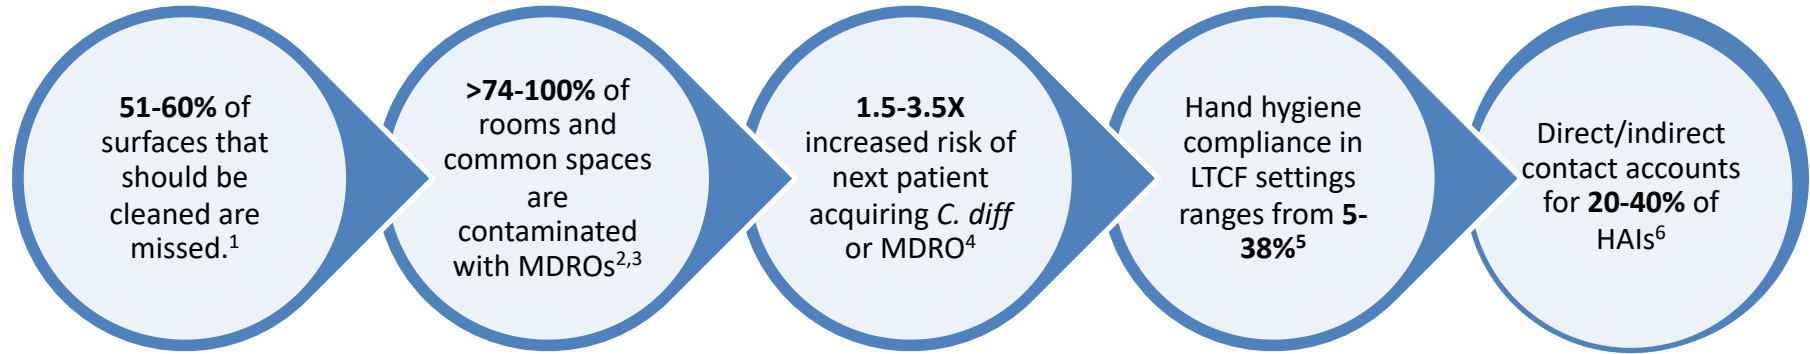 51-60% of
surfaces that
should be
cleaned are
missed.1
>74-100% of
rooms and
common spaces
are
contaminated
with MDROs2,3
1.5-3.5X
increased risk of
next patient
acquiring C. diff
or MDRO4
Hand hygiene
compliance in
LTCF settings
ranges from 5-
38%5
Direct/indirect
contact accounts
for 20-40% of
HAIs6